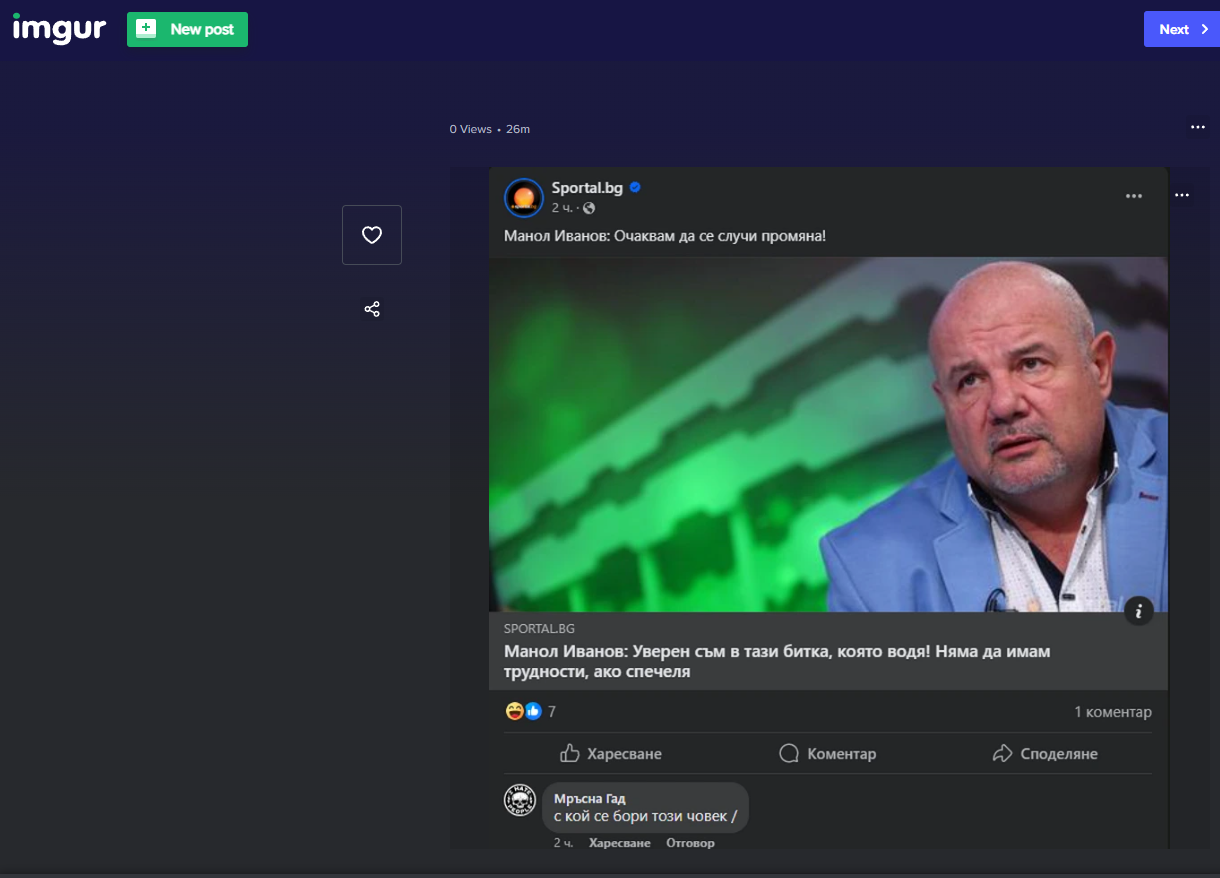 imgur
New post
Next
0 Views • 26m
Sportal.bg
2 ч. ·
Манол Иванов: Очаквам да се случи промяна!
SPORTAL.BG
Манол Иванов: Уверен съм в тази битка, която водя! Няма да имам
трудности, ако спечеля
7
1 коментар
Харесване
Коментар
Споделяне
I HATE
PEOPLE
Мръсна Гад
с кой се бори този човек /
2 ч. Харесване Отговор